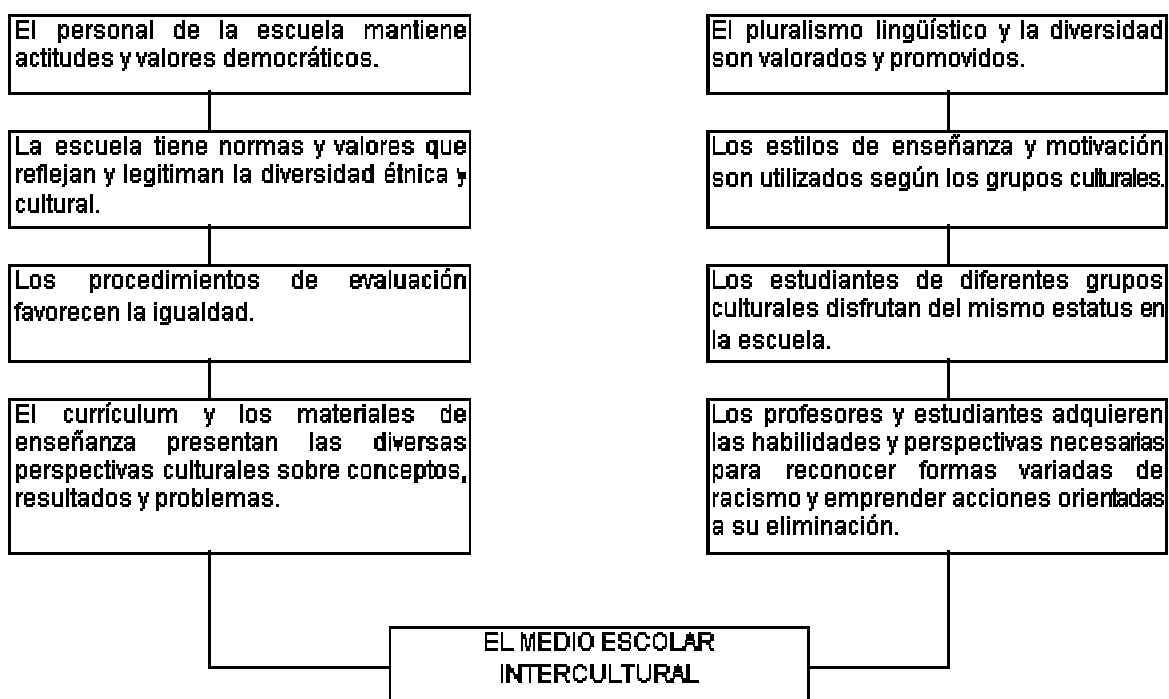 El personal de la escuela mantiene
actitudes y valores democráticos.
La escuela tiene normas y valores que
reflejan y legitiman la diversidad étnica y
cultural.
Los procedimientos de evaluación
favorecen la igualdad.
El currículum y los materiales de
enseñanza presentan las diversas
perspectivas culturales sobre conceptos,
resultados y problemas.
El pluralismo lingüístico y la diversidad
son valorados y promovidos.
Los estilos de enseñanza y motivación
son utilizados según los grupos culturales.
Los estudiantes de diferentes grupos
culturales disfrutan del mismo estatus en
la escuela.
Los profesores y estudiantes adquieren
las habilidades y perspectivas necesarias
para reconocer formas variadas de
racismo y emprender acciones orientadas
a su eliminación.
EL MEDIO ESCOLAR
INTERCULTURAL